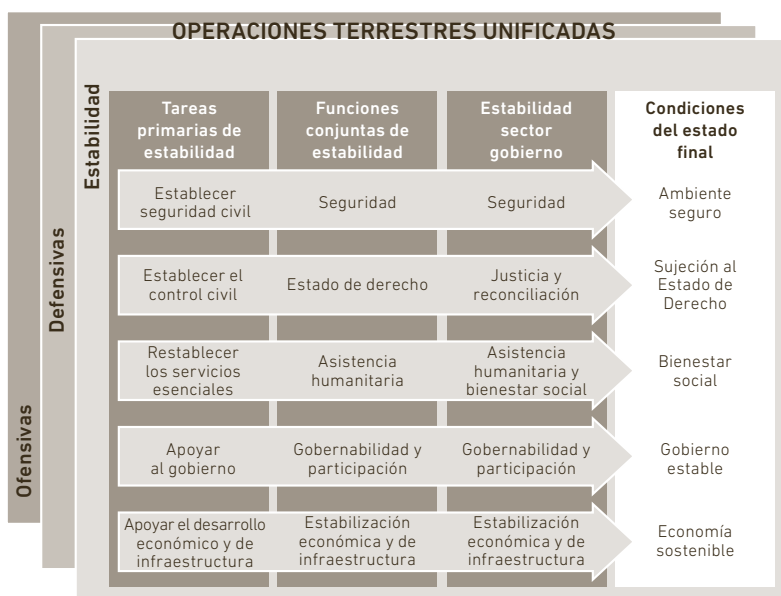 OPERACIONES TERRESTRES UNIFICADAS
Ofensivas
Defensivas
Estabilidad
Tareas
primarias de
estabilidad
Funciones
conjuntas de
estabilidad
Estabilidad
sector
gobierno
Condiciones
del estado
final
Establecer
seguridad civil
Seguridad
Seguridad
Ambiente
seguro
Establecer el
control civil
Estado de derecho
Justicia y
reconciliación
Sujeción al
Estado de
Derecho
Restablecer
los servicios
esenciales
Asistencia
humanitaria
Asistencia
humanitaria y
bienestar social
Bienestar
social
Apoyar
al gobierno
Gobernabilidad y
participación
Gobernabilidad y
participación
Gobierno
estable
Apoyar el desarrollo
económico y de
infraestructura
Estabilización
económica y de
infraestructura
Estabilización
económica y de
infraestructura
Economía
sostenible